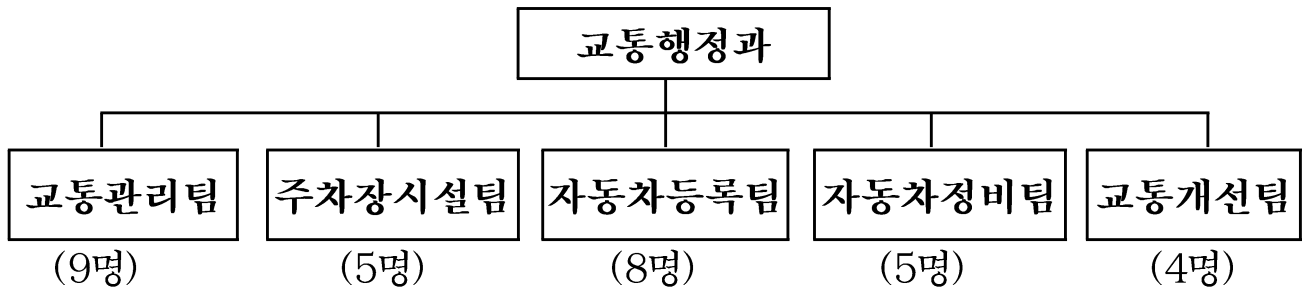 교통행정과
교통관리팀 주차장시설팀 자동차등록팀 자동차정비팀 교통개선팀
(9명) (5명) (8명) (5명) (4명)